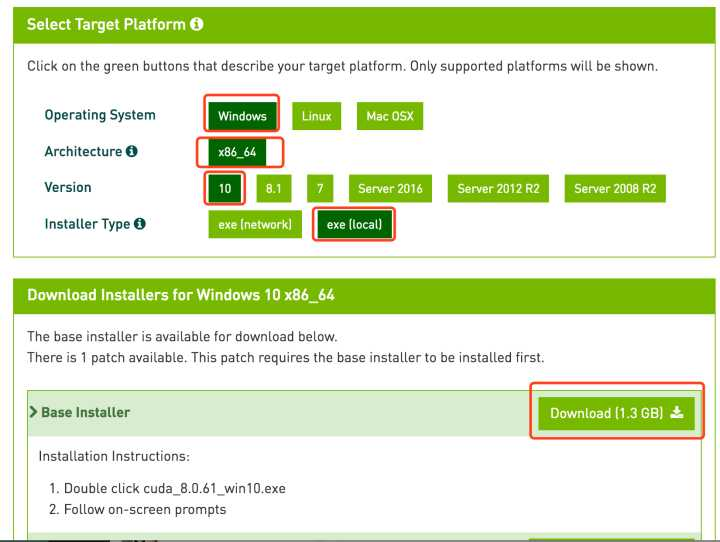 Select Target Platform
Click on the green buttons that describe your target platform. Only supported platforms will be shown.
Operating System Windows Linux Mac OSX
Architecture x86_64
Version 10 8.1 7 Server 2016 Server 2012 R2 Server 2008 R2
Installer Type exe (network) exe (local)
Download Installers for Windows 10 x86_64
The base installer is available for download below.
There is 1 patch available. This patch requires the base installer to be installed first.
Base Installer Download (1.3 GB)
Installation Instructions:
1. Double click cuda_8.0.61_win10.exe
2. Follow on-screen prompts